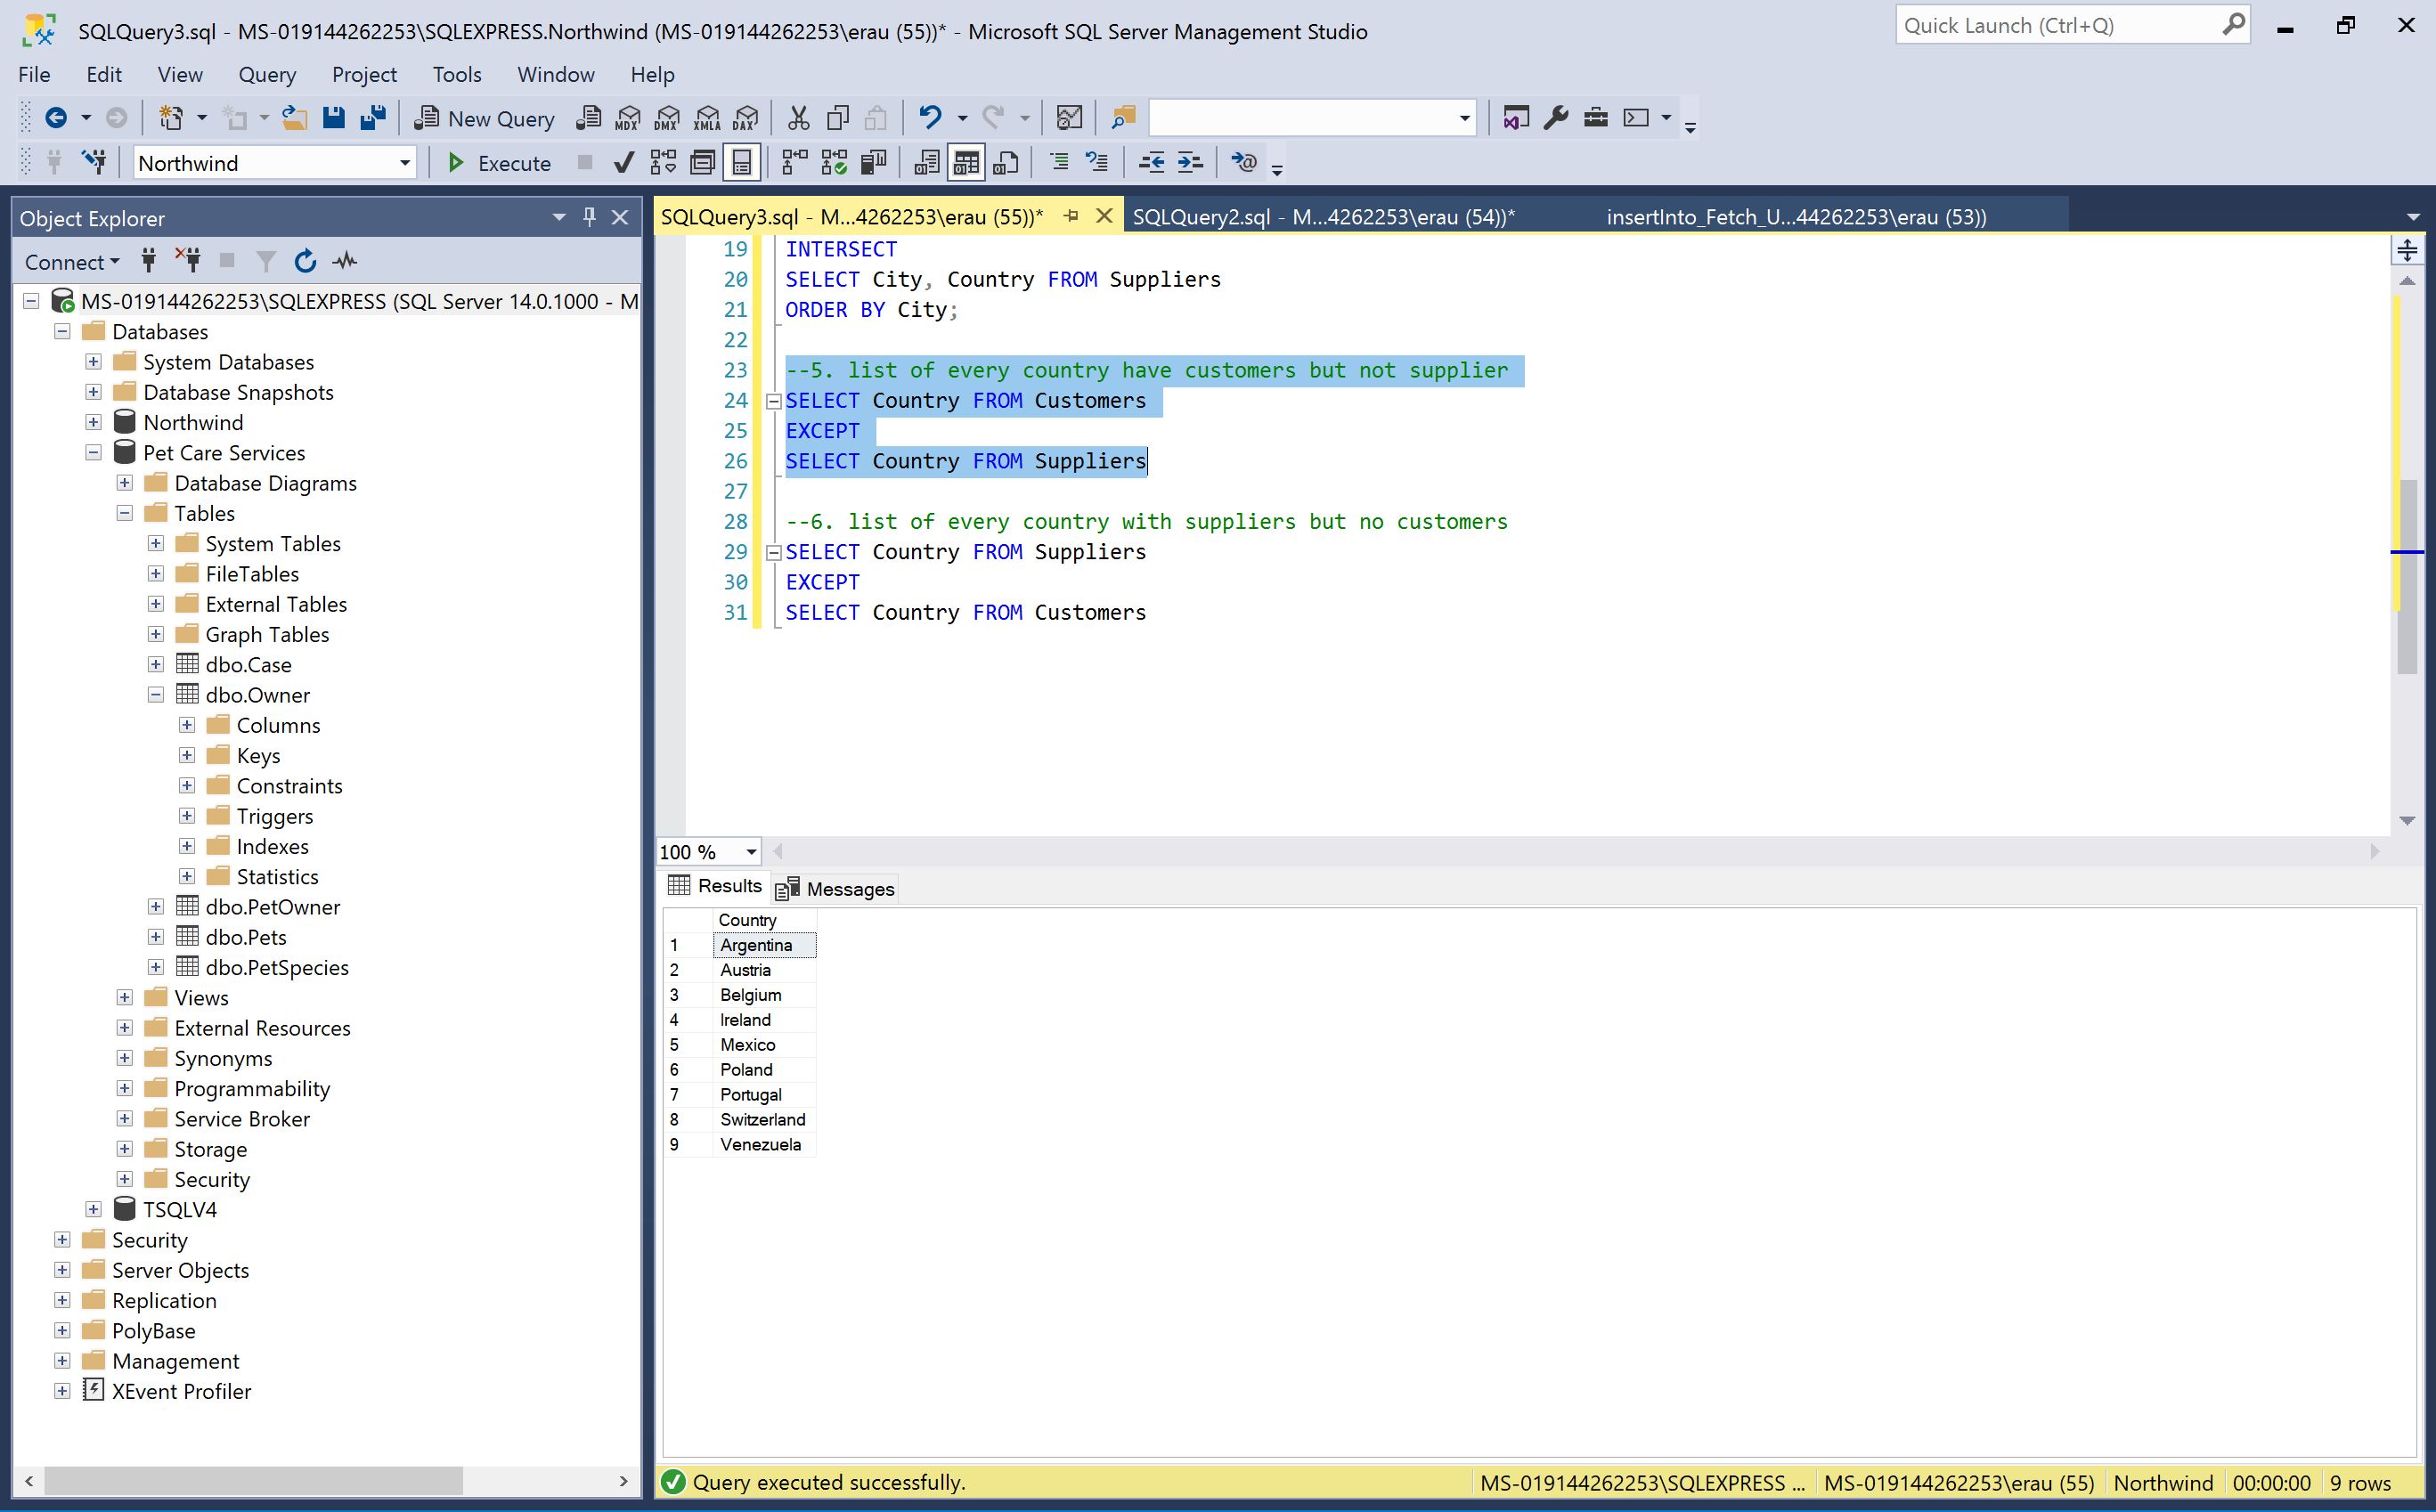 SQLQuery3.sql - MS-019144262253\SQLEXPRESS.Northwind (MS-019144262253\erau (55))* - Microsoft SQL Server Management Studio
Quick Launch (Ctrl+Q)
File Edit View Query Project Tools Window Help
New Query MDX DMX XMLA DAX
Northwind Execute
Object Explorer
Connect
MS-019144262253\SQLEXPRESS (SQL Server 14.0.1000 - M
Databases
System Databases
Database Snapshots
Northwind
Pet Care Services
Database Diagrams
Tables
System Tables
FileTables
External Tables
Graph Tables
dbo.Case
dbo.Owner
Columns
Keys
Constraints
Triggers
Indexes
Statistics
dbo.PetOwner
dbo.Pets
dbo.PetSpecies
Views
External Resources
Synonyms
Programmability
Service Broker
Storage
Security
TSQLV4
Security
Server Objects
Replication
PolyBase
Management
XEvent Profiler
SQLQuery3.sql - M...4262253\erau (55))* SQLQuery2.sql - M...4262253\erau (54))* insertInto_Fetch_U...44262253\erau (53))
19 INTERSECT
20 SELECT City, Country FROM Suppliers
21 ORDER BY City;
22
23 --5. list of every country have customers but not supplier
24 SELECT Country FROM Customers
25 EXCEPT
26 SELECT Country FROM Suppliers
27
28 --6. list of every country with suppliers but no customers
29 SELECT Country FROM Suppliers
30 EXCEPT
31 SELECT Country FROM Customers
100 %
Results Messages
Country
1 Argentina
2 Austria
3 Belgium
4 Ireland
5 Mexico
6 Poland
7 Portugal
8 Switzerland
9 Venezuela
Query executed successfully. MS-019144262253\SQLEXPRESS ... MS-019144262253\erau (55) Northwind 00:00:00 9 rows